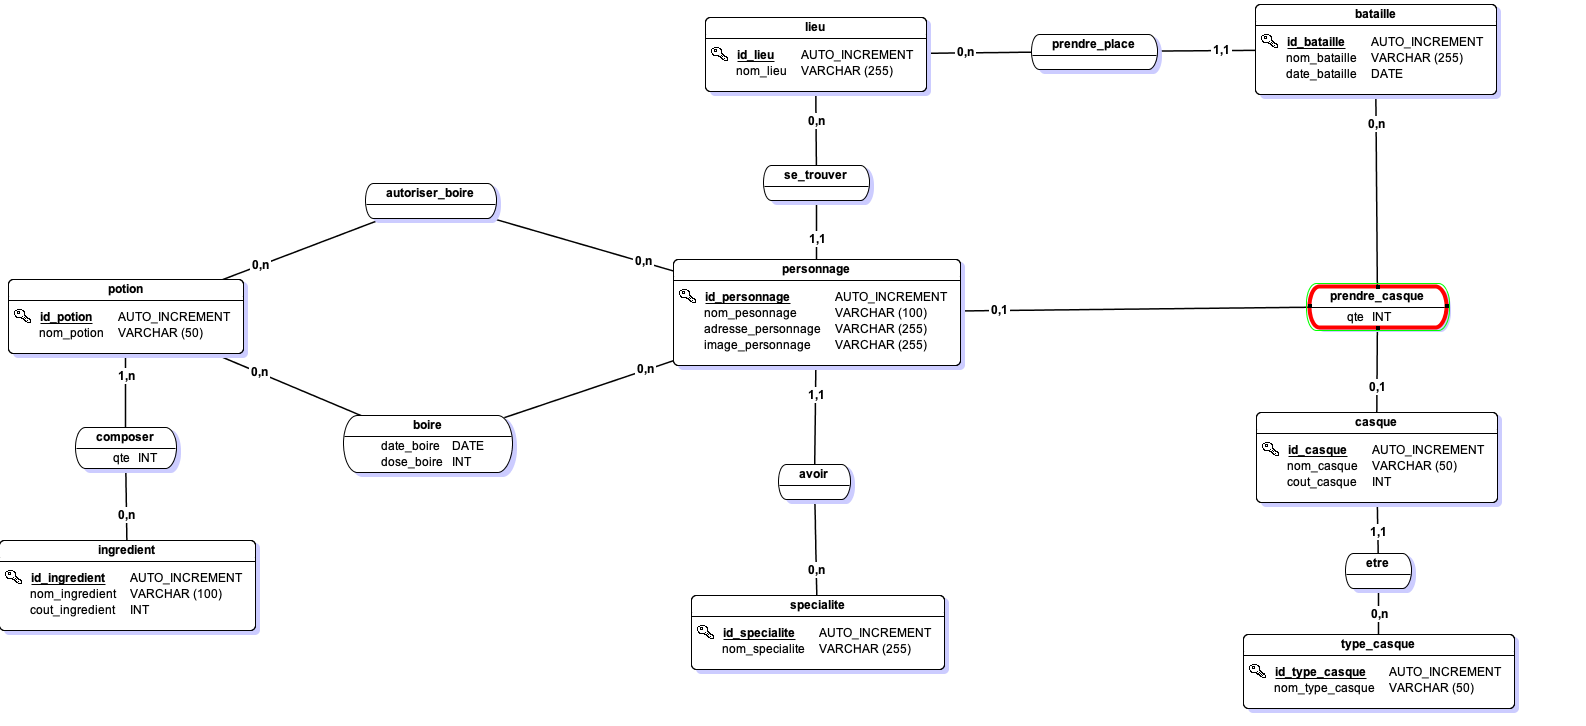 lieu
id_lieu AUTO_INCREMENT
nom_lieu VARCHAR (255)
0,n
prendre_place
1,1
bataille
id_bataille AUTO_INCREMENT
nom_bataille VARCHAR (255)
date_bataille DATE
0,n
0,n
se_trouver
1,1
autoriser_boire
0,n
0,n
potion
id_potion AUTO_INCREMENT
nom_potion VARCHAR (50)
personnage
id_personnage AUTO_INCREMENT
nom_pesonnage VARCHAR (100)
adresse_personnage VARCHAR (255)
image_personnage VARCHAR (255)
0,1
prendre_casque
qte INT
1,n
0,n
0,n
1,1
0,1
composer
qte INT
boire
date_boire DATE
dose_boire INT
avoir
casque
id_casque AUTO_INCREMENT
nom_casque VARCHAR (50)
cout_casque INT
0,n
0,n
1,1
ingredient
id_ingredient AUTO_INCREMENT
nom_ingredient VARCHAR (100)
cout_ingredient INT
etre
0,n
specialite
id_specialite AUTO_INCREMENT
nom_specialite VARCHAR (255)
type_casque
id_type_casque AUTO_INCREMENT
nom_type_casque VARCHAR (50)